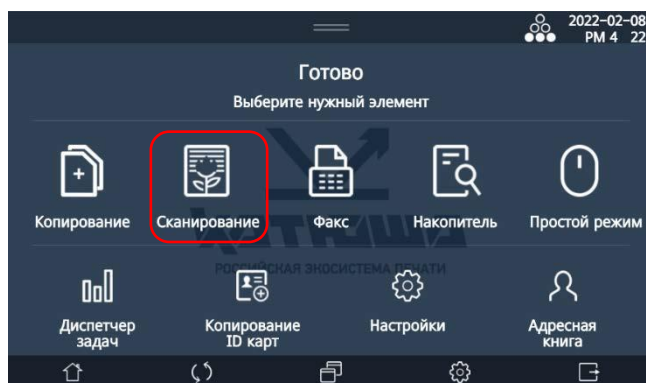 2022-02-08
PM 4 22
Готово
Выберите нужный элемент
Копирование
Сканирование
Факс
Накопитель
Простой режим
катюша
РОССИЙСКАЯ ЭКОСИСТЕМА ПЕЧАТИ
Диспетчер
задач
Копирование
ID карт
Настройки
Адресная
книга